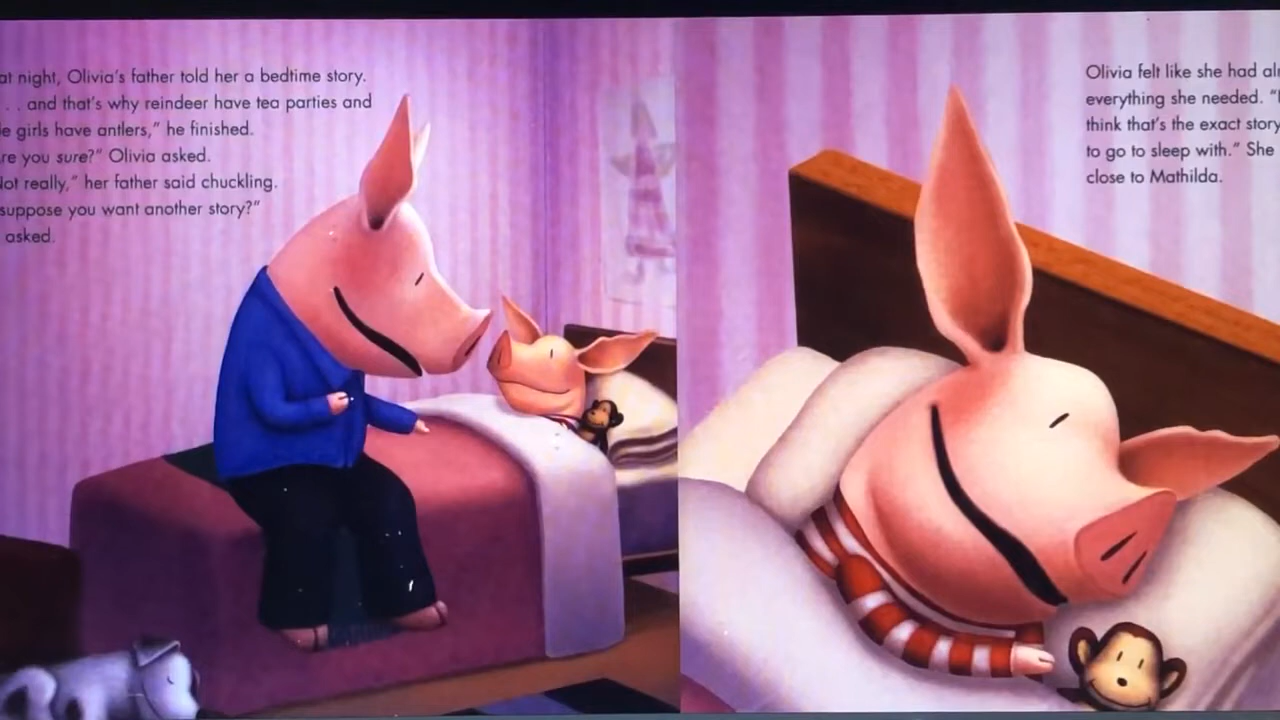 at night, Olivia's father told her a bedtime story.
. . and that's why reindeer have tea parties and
girls have antlers," he finished.
you sure?" Olivia asked.
really," her father said chuckling.
suppose you want another story?"
asked.
Olivia felt like she had
everything she needed.
think that's the exact story
to go to sleep with." She
close to Mathilda.